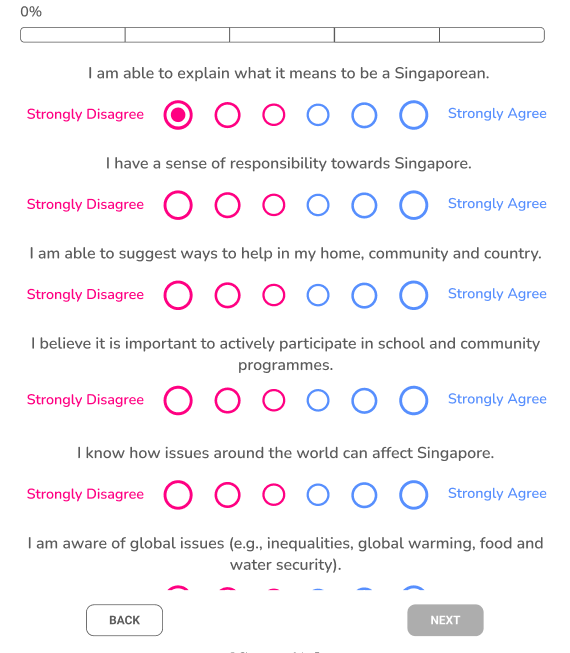 0%
I am able to explain what it means to be a Singaporean.
Strongly Disagree Strongly Agree
I have a sense of responsibility towards Singapore.
Strongly Disagree Strongly Agree
I am able to suggest ways to help in my home, community and country.
Strongly Disagree Strongly Agree
I believe it is important to actively participate in school and community
programmes.
Strongly Disagree Strongly Agree
I know how issues around the world can affect Singapore.
Strongly Disagree Strongly Agree
I am aware of global issues (e.g., inequalities, global warming, food and
water security).
BACK NEXT